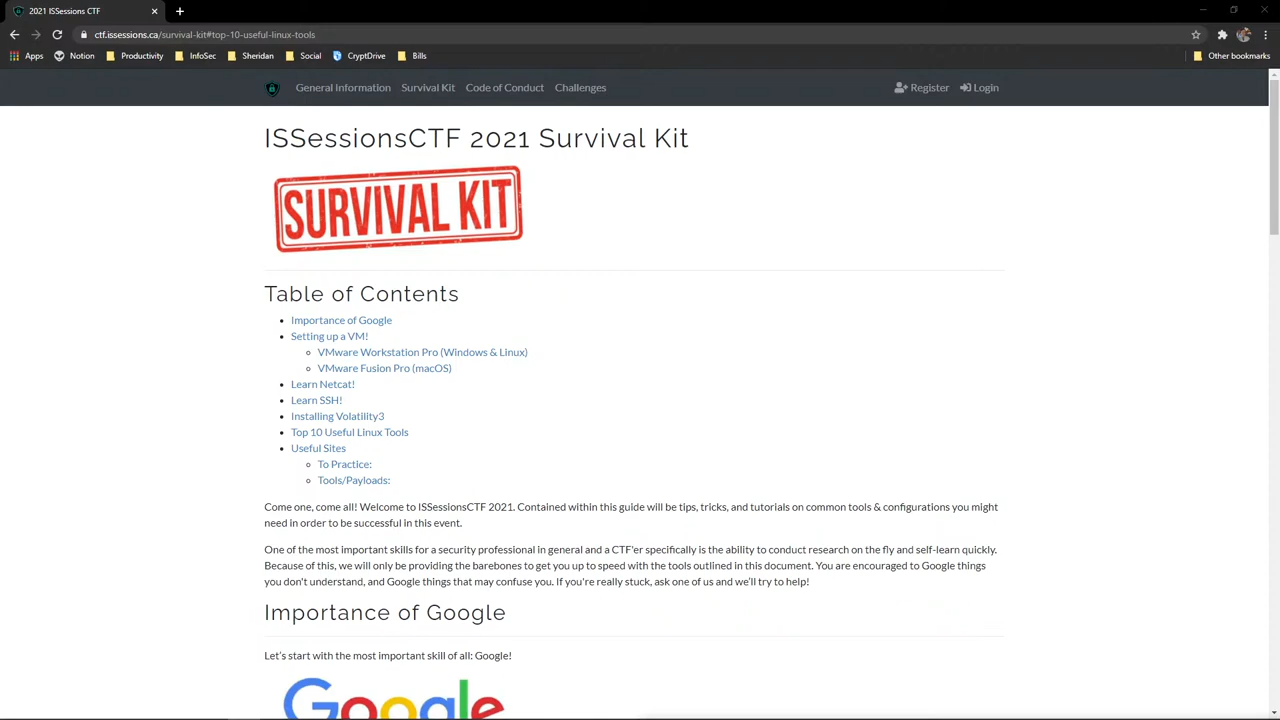 2021 ISSessions CTF
ctf.issessions.ca/survival-kit#top-10-useful-linux-tools
Apps Notion Productivity InfoSec Sheridan Social CryptDrive Bills Other bookmarks
General Information Survival Kit Code of Conduct Challenges Register Login
ISSessionsCTF 2021 Survival Kit
SURVIVAL KIT
Table of Contents
Importance of Google
Setting up a VM!
VMware Workstation Pro (Windows & Linux)
VMware Fusion Pro (macOS)
Learn Netcat!
Learn SSH!
Installing Volatility3
Top 10 Useful Linux Tools
Useful Sites
To Practice:
Tools/Payloads:
Come one, come all! Welcome to ISSessionsCTF 2021. Contained within this guide will be tips, tricks, and tutorials on common tools & configurations you might
need in order to be successful in this event.
One of the most important skills for a security professional in general and a CTF'er specifically is the ability to conduct research on the fly and self-learn quickly.
Because of this, we will only be providing the barebones to get you up to speed with the tools outlined in this document. You are encouraged to Google things
you don't understand, and Google things that may confuse you. If you're really stuck, ask one of us and we'll try to help!
Importance of Google
Let's start with the most important skill of all: Google!
Google